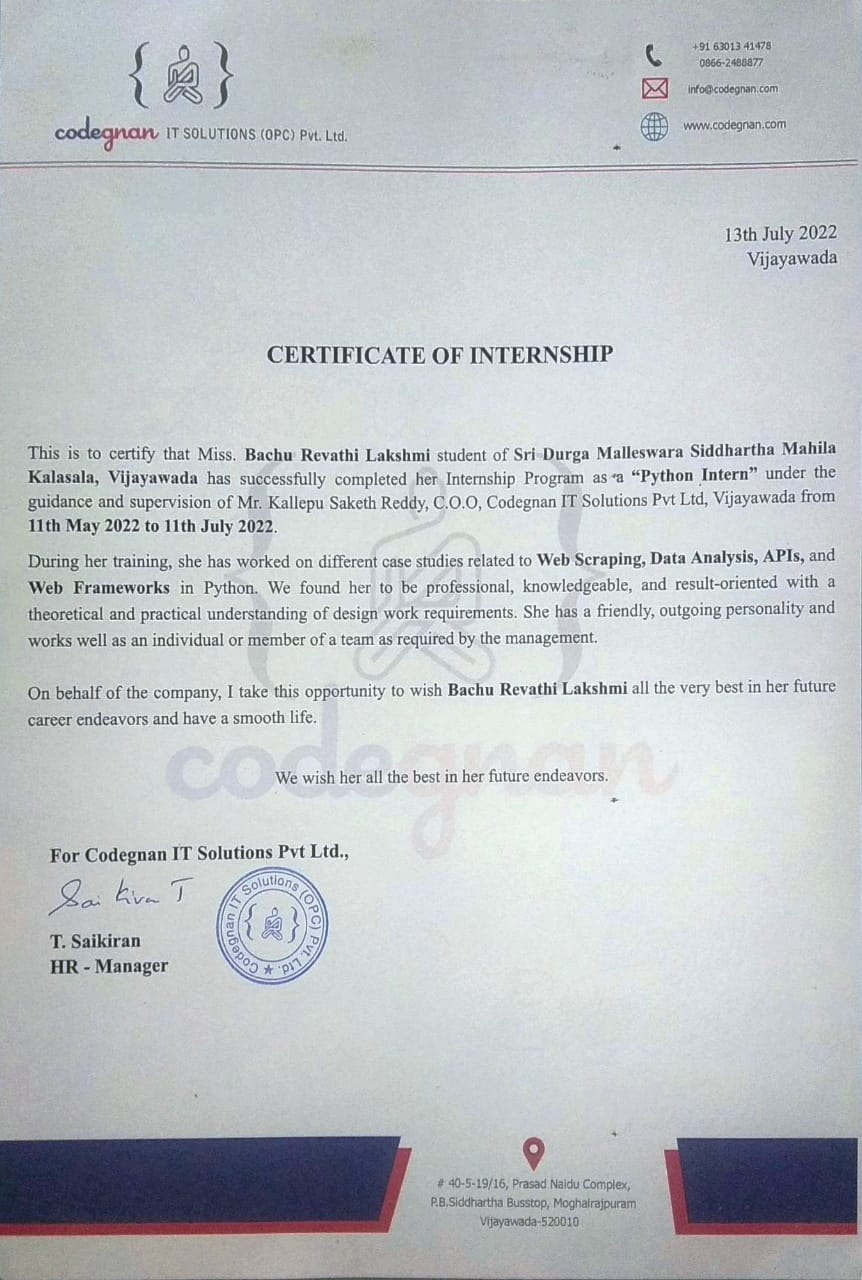 codegnan IT SOLUTIONS (OPC) Pvt. Ltd.
+91 63013 41478
0866-2488877
info@codegnan.com
www.codegnan.com
13th July 2022
Vijayawada
CERTIFICATE OF INTERNSHIP
This is to certify that Miss. Bachu Revathi Lakshmi student of Sri Durga Malleswara Siddhartha Mahila
Kalasala, Vijayawada has successfully completed her Internship Program as a “Python Intern” under the
guidance and supervision of Mr. Kallepu Saketh Reddy, C.O.O, Codegnan IT Solutions Pvt Ltd, Vijayawada from
11th May 2022 to 11th July 2022.
During her training, she has worked on different case studies related to Web Scraping, Data Analysis, APIs, and
Web Frameworks in Python. We found her to be professional, knowledgeable, and result-oriented with a
theoretical and practical understanding of design work requirements. She has a friendly, outgoing personality and
works well as an individual or member of a team as required by the management.
On behalf of the company, I take this opportunity to wish Bachu Revathi Lakshmi all the very best in her future
career endeavors and have a smooth life.
codegnan
We wish her all the best in her future endeavors.
For Codegnan IT Solutions Pvt Ltd.,
Sai Kiran T
Codegnan IT Solutions (OPC) Pvt. Ltd. ★
T. Saikiran
HR - Manager
# 40-5-19/16, Prasad Naidu Complex,
P.B.Siddhartha Busstop, Moghalrajpuram
Vijayawada-520010